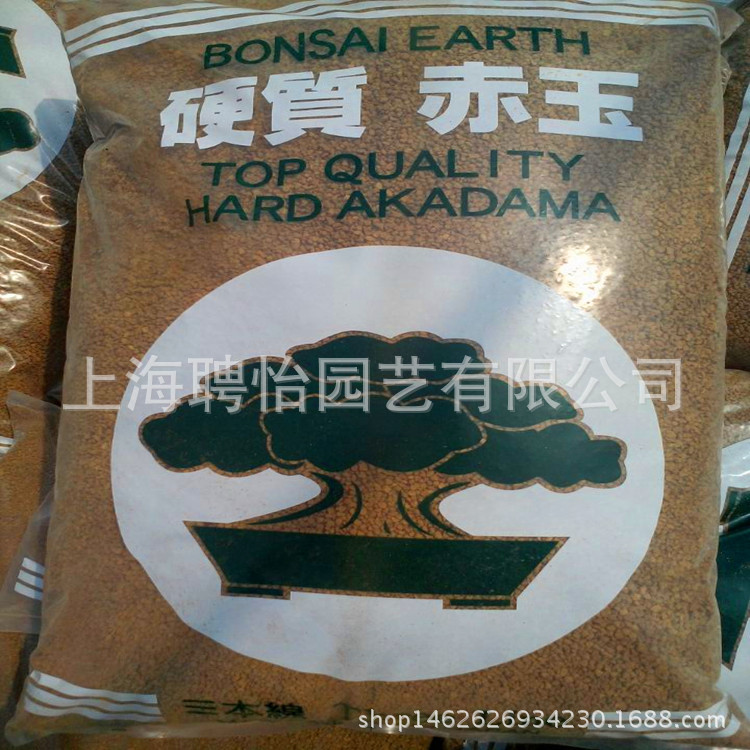 BONSAI EARTH
硬質 赤玉
TOP QUALITY
HARD AKADAMA
上海聘怡园艺有限公司
三本線
shop1462626934230.1688.com